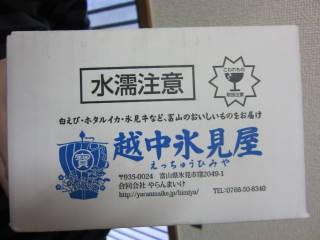 水濡注意
こわれもの
取扱注意
白えび・ホタルイカ・氷見牛など、富山のおいしいものをお届け
寶
越中氷見屋
えっちゅうひみや
〒935-0024 富山県氷見市窪2049-1
合同会社 やらんまいけ
http://yaranmaike.jp/himiya/ TEL:0766-50-8340